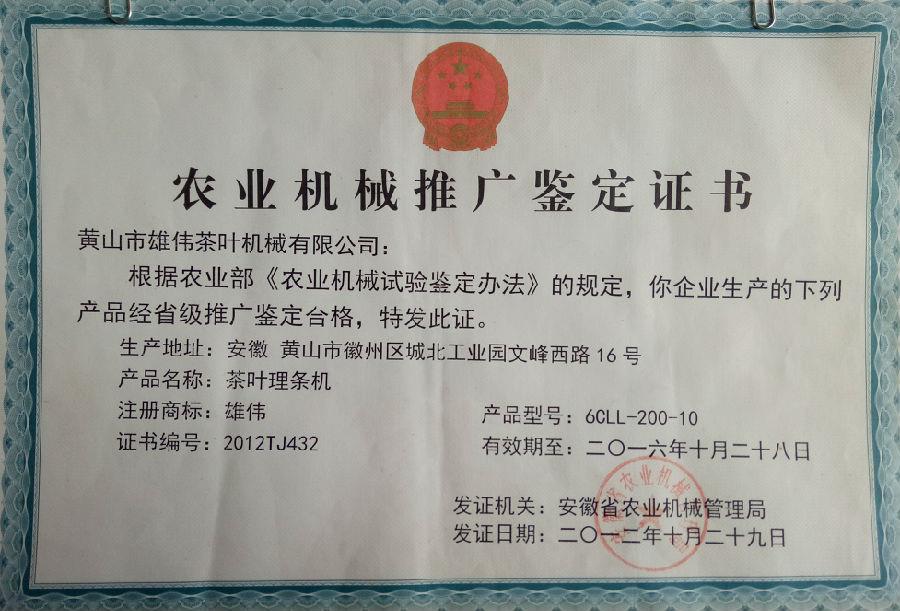 农业机械推广鉴定证书
黄山市雄伟茶叶机械有限公司：
根据农业部《农业机械试验鉴定办法》的规定，你企业生产的下列
产品经省级推广鉴定合格，特发此证。
生产地址：安徽 黄山市徽州区城北工业园文峰西路16号
产品名称：茶叶理条机
注册商标：雄伟
产品型号：6CLL-200-10
证书编号：2012TJ432
有效期至：二〇一六年十月二十八日
发证机关：安徽省农业机械管理局
发证日期：二〇一二年十月二十九日